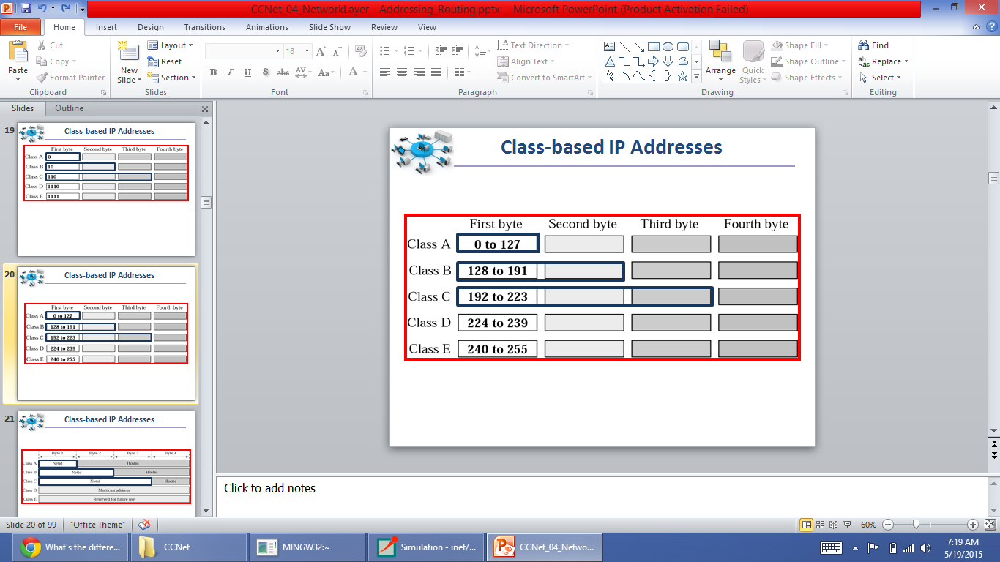 CCNet_04_NetworkLayer - Addressing_Routing.pptx - Microsoft PowerPoint (Product Activation Failed)
File Home Insert Design Transitions Animations Slide Show Review View
Paste
Cut
Copy
Format Painter
Clipboard
New Slide
Layout
Reset
Section
Slides
18
Font
Text Direction
Align Text
Convert to SmartArt
Paragraph
Arrange
Quick Styles
Shape Fill
Shape Outline
Shape Effects
Drawing
Find
Replace
Select
Editing
Slides Outline
19
Class-based IP Addresses
First byte Second byte Third byte Fourth byte
Class A 0
Class B 10
Class C 110
Class D 1110
Class E 1111
20
Class-based IP Addresses
First byte Second byte Third byte Fourth byte
Class A 0 to 127
Class B 128 to 191
Class C 192 to 223
Class D 224 to 239
Class E 240 to 255
21
Class-based IP Addresses
Byte 1 Byte 2 Byte 3 Byte 4
Class A Netid Hostid
Class B Netid Hostid
Class C Netid Hostid
Class D Multicast address
Class E Reserved for future use
Class-based IP Addresses
First byte Second byte Third byte Fourth byte
Class A 0 to 127
Class B 128 to 191
Class C 192 to 223
Class D 224 to 239
Class E 240 to 255
Click to add notes
Slide 20 of 99 "Office Theme" 60%
What's the differe... CCNet MINGW32:~ Simulation - inet/... CCNet_04_Netwo... 7:19 AM
5/19/2015